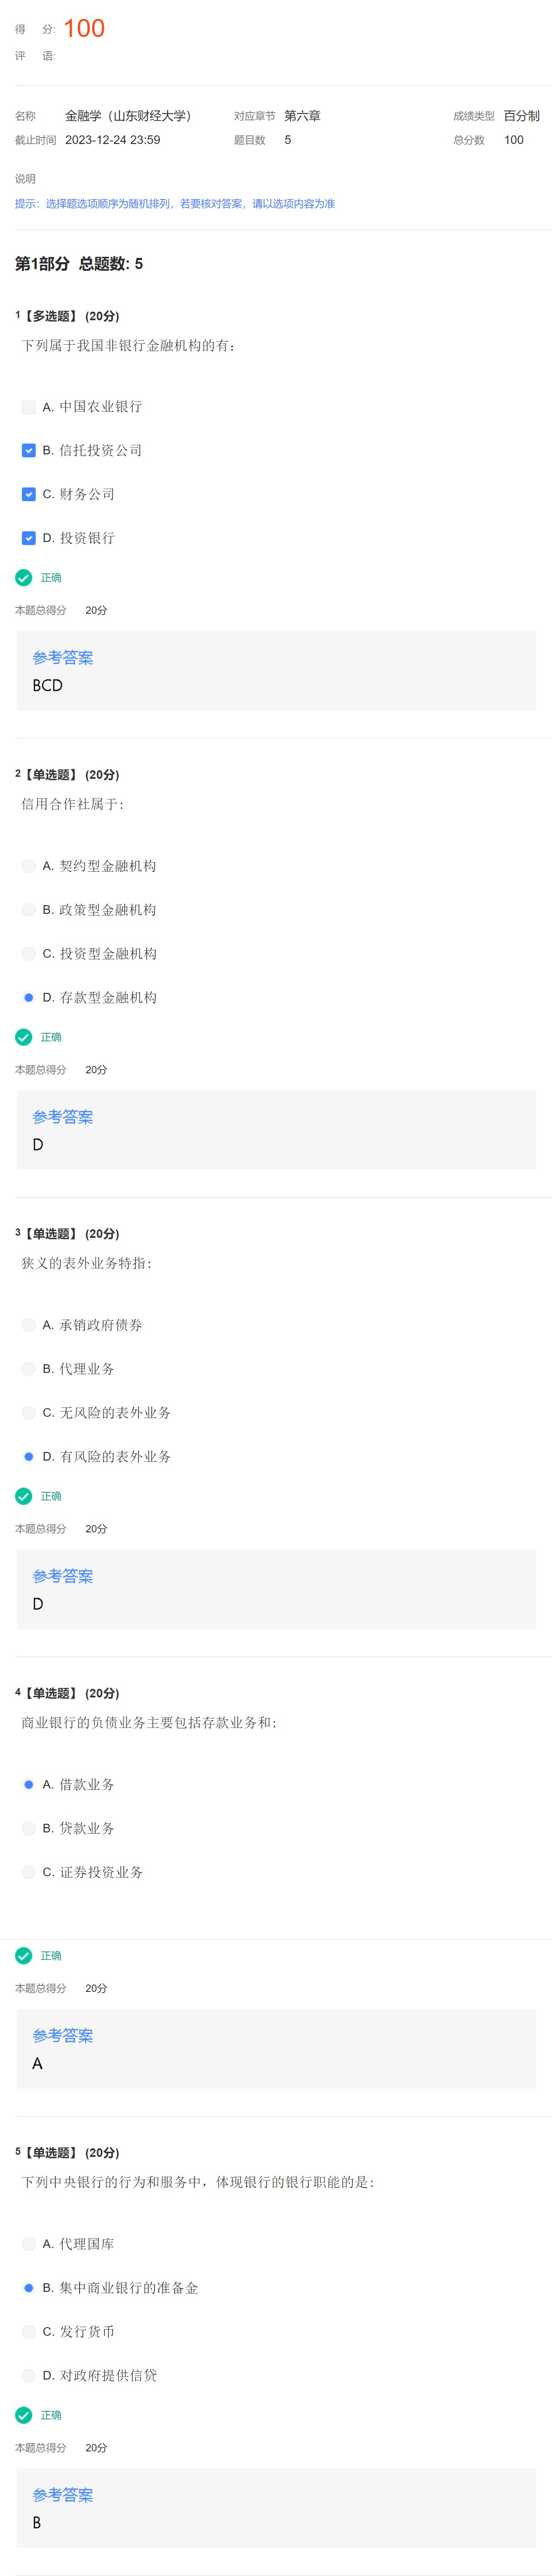 得 分: 100
评 语:
名称 金融学（山东财经大学） 对应章节 第六章 成绩类型 百分制
截止时间 2023-12-24 23:59 题目数 5 总分数 100
说明
提示：选择题选项顺序为随机排列，若要核对答案，请以选项内容为准
第1部分 总题数: 5
1【多选题】 (20分)
下列属于我国非银行金融机构的有：
A. 中国农业银行
B. 信托投资公司
C. 财务公司
D. 投资银行
正确
本题总得分 20分
参考答案
BCD
2【单选题】 (20分)
信用合作社属于：
A. 契约型金融机构
B. 政策型金融机构
C. 投资型金融机构
D. 存款型金融机构
正确
本题总得分 20分
参考答案
D
3【单选题】 (20分)
狭义的表外业务特指：
A. 承销政府债券
B. 代理业务
C. 无风险的表外业务
D. 有风险的表外业务
正确
本题总得分 20分
参考答案
D
4【单选题】 (20分)
商业银行的负债业务主要包括存款业务和：
A. 借款业务
B. 贷款业务
C. 证券投资业务
正确
本题总得分 20分
参考答案
A
5【单选题】 (20分)
下列中央银行的行为和服务中，体现银行的银行职能的是：
A. 代理国库
B. 集中商业银行的准备金
C. 发行货币
D. 对政府提供信贷
正确
本题总得分 20分
参考答案
B